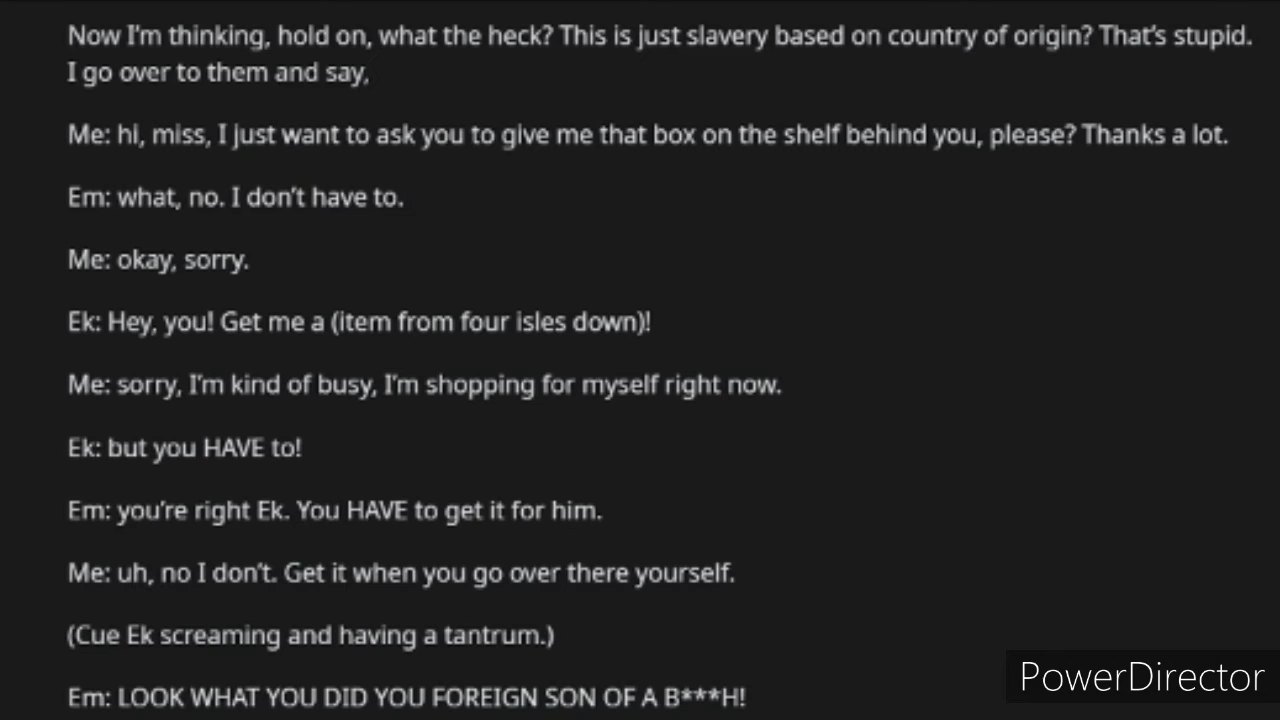 Now I'm thinking, hold on, what the heck? This is just slavery based on country of origin? That's stupid.
I go over to them and say,
Me: hi, miss, I just want to ask you to give me that box on the shelf behind you, please? Thanks a lot.
Em: what, no. I don't have to.
Me: okay, sorry.
Ek: Hey, you! Get me a (item from four isles down)!
Me: sorry, I'm kind of busy, I'm shopping for myself right now.
Ek: but you HAVE to!
Em: you're right Ek. You HAVE to get it for him.
Me: uh, no I don't. Get it when you go over there yourself.
(Cue Ek screaming and having a tantrum.)
Em: LOOK WHAT YOU DID YOU FOREIGN SON OF A B***H!
PowerDirector